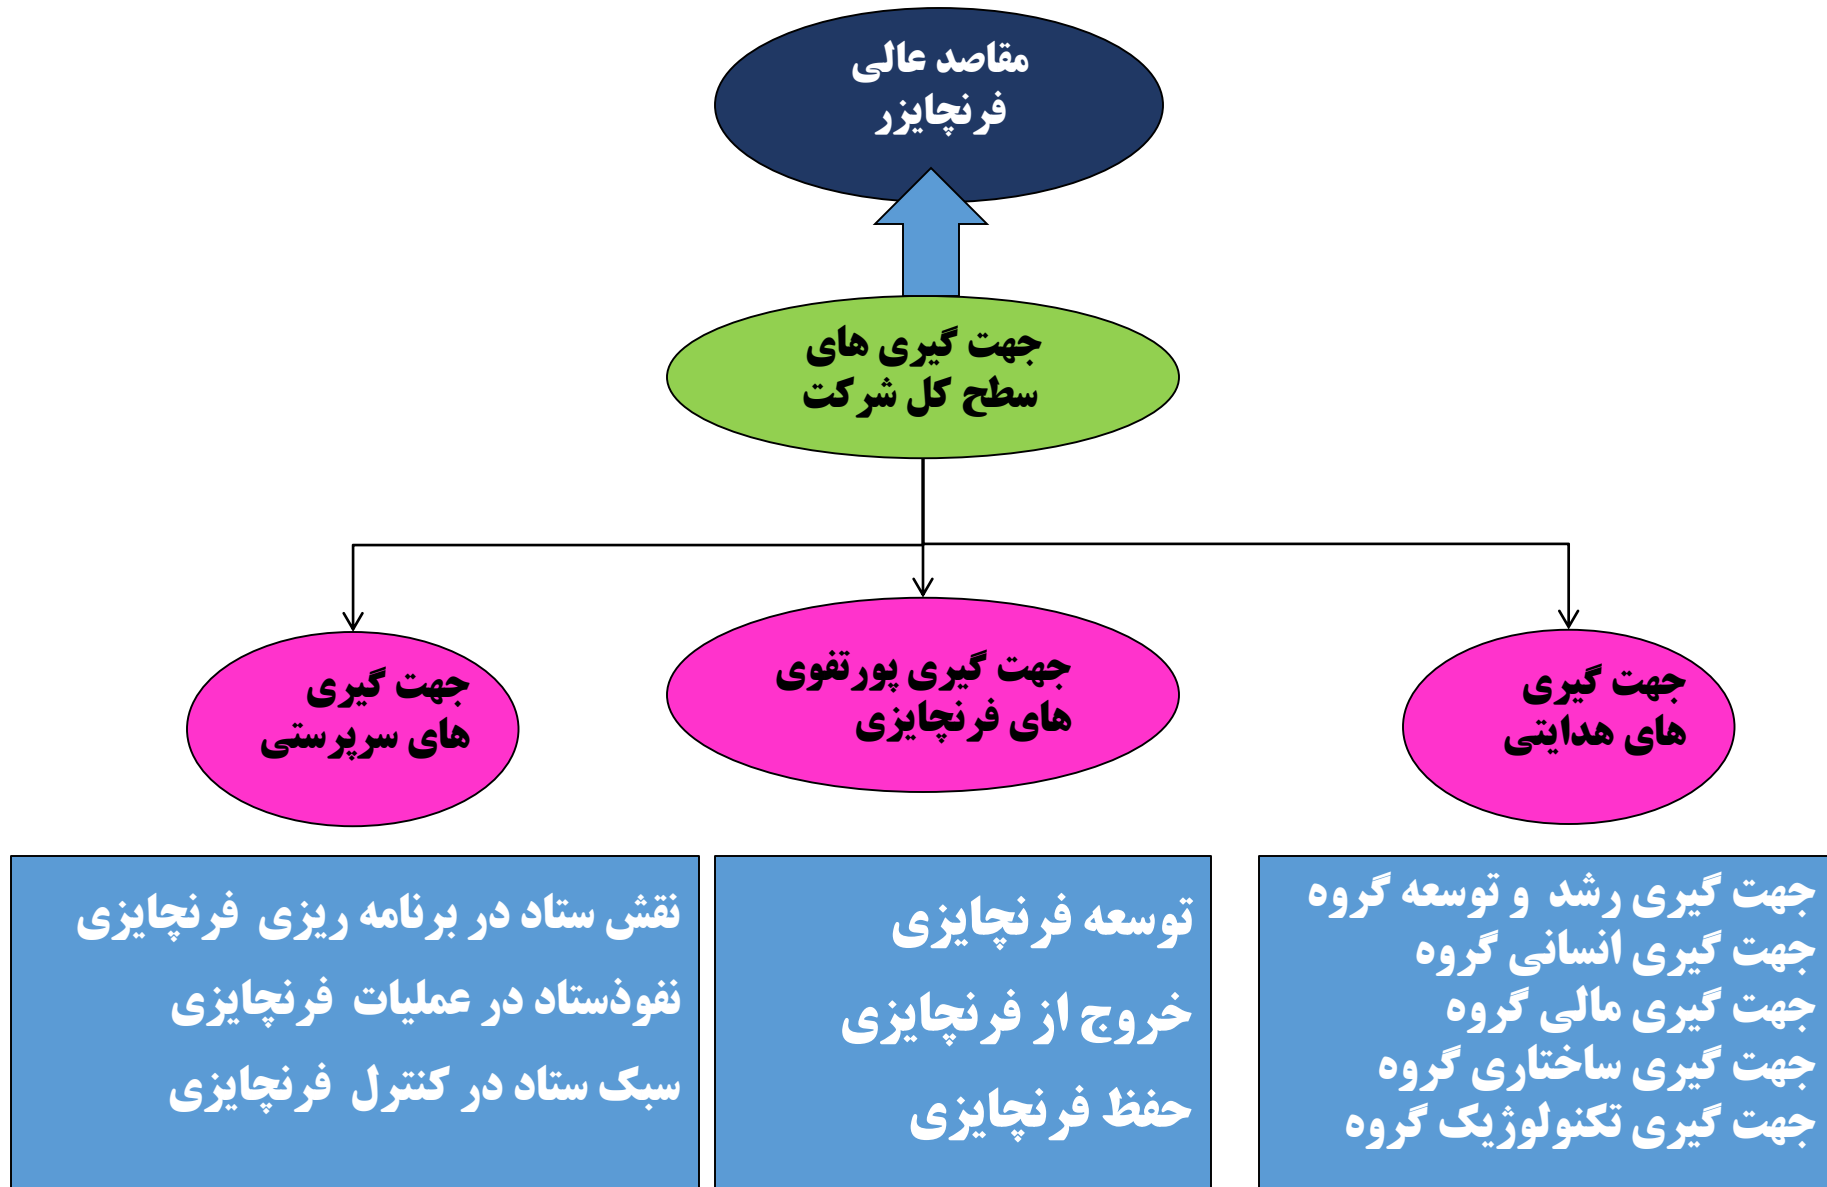 مقاصد عالی
فرنچایزر
جهت گیری های
سطح کل شرکت
جهت گیری
های هدایتی
جهت گیری پورتفوی
های فرنچایزی
جهت گیری
های سرپرستی
جهت گیری رشد و توسعه گروه
جهت گیری انسانی گروه
جهت گیری مالی گروه
جهت گیری ساختاری گروه
جهت گیری تکنولوژیک گروه
توسعه فرنچایزی
خروج از فرنچایزی
حفظ فرنچایزی
نقش ستاد در برنامه ریزی فرنچایزی
نفوذستاد در عملیات فرنچایزی
سبک ستاد در کنترل فرنچایزی